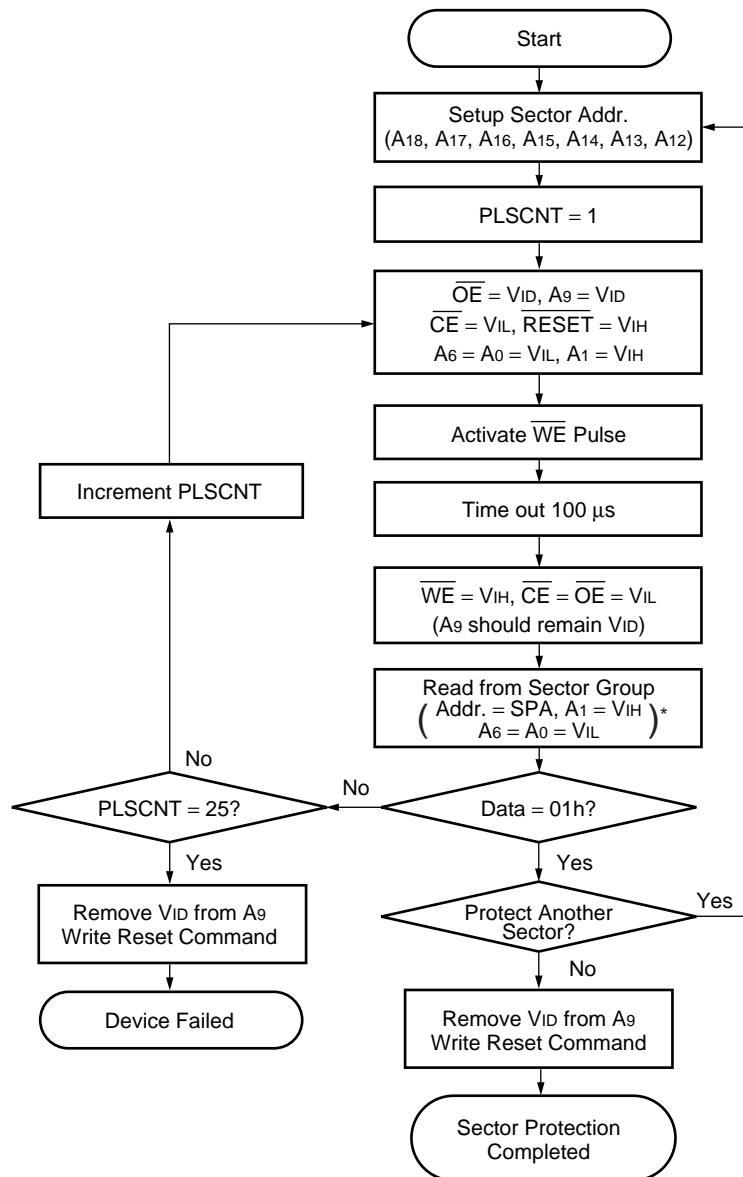 Start
Setup Sector Addr.
(A18, A17, A16, A15, A14, A13, A12)
PLSCNT = 1
OE = VID, A9 = VID
CE = VIL, RESET = VIH
A6 = A0 = VIL, A1 = VIH
Activate WE Pulse
Increment PLSCNT
Time out 100 µs
WE = VIH, CE = OE = VIL
(A9 should remain VID)
Read from Sector Group
( Addr. = SPA, A1 = VIH )*
A6 = A0 = VIL
No
PLSCNT = 25?
No
Data = 01h?
Yes
Yes
Remove VID from A9
Write Reset Command
Protect Another
Sector?
Yes
No
Device Failed
Remove VID from A9
Write Reset Command
Sector Protection
Completed